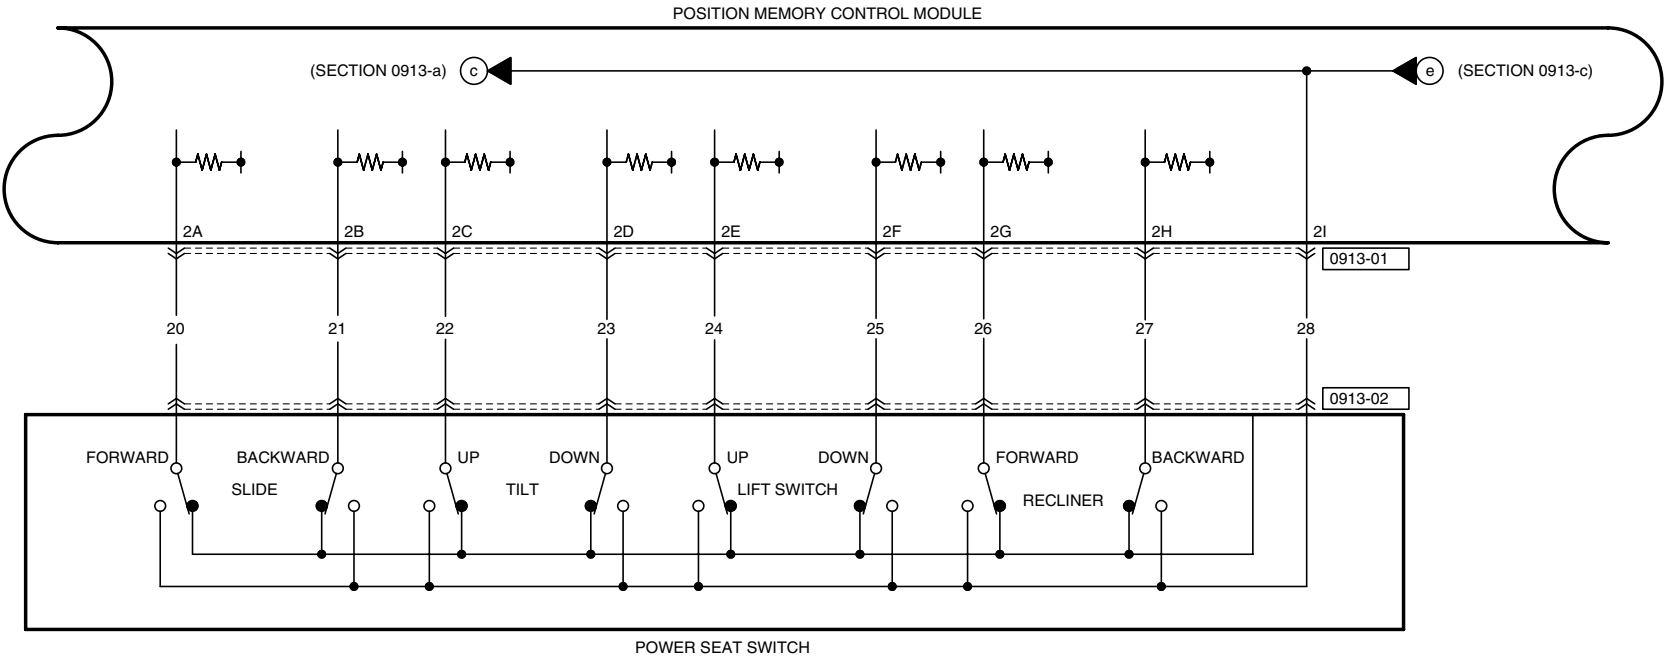 POSITION MEMORY CONTROL MODULE
(SECTION 0913-a) c e (SECTION 0913-c)
2A 2B 2C 2D 2E 2F 2G 2H 2I
0913-01
20 21 22 23 24 25 26 27 28
0913-02
FORWARD BACKWARD UP DOWN UP DOWN FORWARD BACKWARD
SLIDE TILT LIFT SWITCH RECLINER
POWER SEAT SWITCH